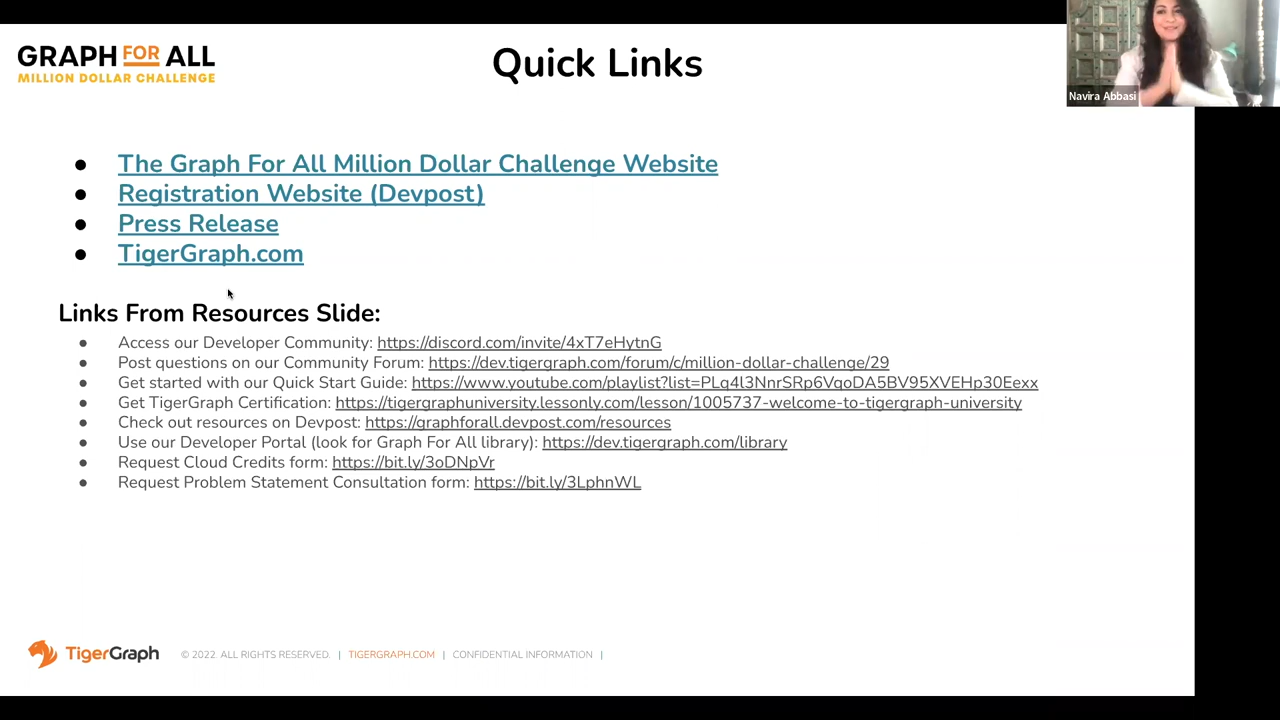 GRAPH FOR ALL
MILLION DOLLAR CHALLENGE
Quick Links
Navira Abbasi
● The Graph For All Million Dollar Challenge Website
● Registration Website (Devpost)
● Press Release
● TigerGraph.com
Links From Resources Slide:
● Access our Developer Community: https://discord.com/invite/4xT7eHytnG
● Post questions on our Community Forum: https://dev.tigergraph.com/forum/c/million-dollar-challenge/29
● Get started with our Quick Start Guide: https://www.youtube.com/playlist?list=PLq4l3NnrSRp6VqoDA5BV95XVEHp30Eexx
● Get TigerGraph Certification: https://tigergraphuniversity.lessonly.com/lesson/1005737-welcome-to-tigergraph-university
● Check out resources on Devpost: https://graphforall.devpost.com/resources
● Use our Developer Portal (look for Graph For All library): https://dev.tigergraph.com/library
● Request Cloud Credits form: https://bit.ly/3oDNpVr
● Request Problem Statement Consultation form: https://bit.ly/3LphnWL
TigerGraph © 2022. ALL RIGHTS RESERVED. | TIGERGRAPH.COM | CONFIDENTIAL INFORMATION |